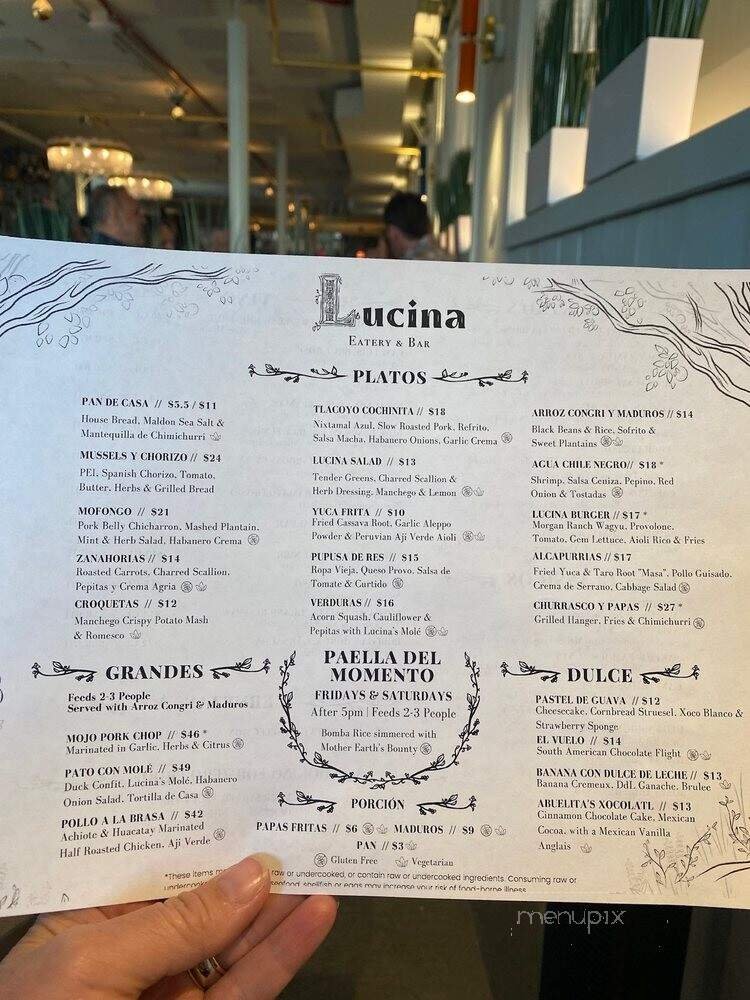 Lucina
EATERY & BAR
PLATOS
PAN DE CASA // $5.5 / $11
House Bread, Maldon Sea Salt &
Mantequilla de Chimichurri
MUSSELS Y CHORIZO // $24
PEI, Spanish Chorizo, Tomato,
Butter, Herbs & Grilled Bread
MOFONGO // $21
Pork Belly Chicharron, Mashed Plantain,
Mint & Herb Salad, Habanero Crema
ZANAHORIAS // $14
Roasted Carrots, Charred Scallion,
Pepitas y Crema Agria
CROQUETAS // $12
Manchego Crispy Potato Mash
& Romesco
TLACOYO COCHINITA // $18
Nixtamal Azul, Slow Roasted Pork, Refrito,
Salsa Macha, Habanero Onions, Garlic Crema
LUCINA SALAD // $13
Tender Greens, Charred Scallion &
Herb Dressing, Manchego & Lemon
YUCA FRITA // $10
Fried Cassava Root, Garlic Aleppo
Powder & Peruvian Aji Verde Aioli
PUPUSA DE RES // $15
Ropa Vieja, Queso Provo, Salsa de
Tomate & Curtido
VERDURAS // $16
Acorn Squash, Cauliflower &
Pepitas with Lucina's Molé
ARROZ CONGRI Y MADUROS // $14
Black Beans & Rice, Sofrito &
Sweet Plantains
AGUA CHILE NEGRO// $18 *
Shrimp, Salsa Ceniza, Pepino, Red
Onion & Tostadas
LUCINA BURGER // $17 *
Morgan Ranch Wagyu, Provolone,
Tomato, Gem Lettuce, Aioli Rico & Fries
ALCAPURRIAS // $17
Fried Yuca & Taro Root "Masa", Pollo Guisado,
Crema de Serrano, Cabbage Salad
CHURRASCO Y PAPAS // $27 *
Grilled Hanger, Fries & Chimichurri
GRANDES
Feeds 2-3 People
Served with Arroz Congri & Maduros
MOJO PORK CHOP // $46 *
Marinated in Garlic, Herbs & Citrus
PATO CON MOLÉ // $49
Duck Confit, Lucina's Molé, Habanero
Onion Salad, Tortilla de Casa
POLLO A LA BRASA // $42
Achiote & Huacatay Marinated
Half Roasted Chicken, Aji Verde
PAELLA DEL
MOMENTO
FRIDAYS & SATURDAYS
After 5pm | Feeds 2-3 People
Bomba Rice simmered with
Mother Earth's Bounty
PORCIÓN
PAPAS FRITAS // $6 MADUROS // $9
PAN // $3
Gluten Free Vegetarian
DULCE
PASTEL DE GUAVA // $12
Cheesecake, Cornbread Struesel, Xoco Blanco &
Strawberry Sponge
EL VUELO // $14
South American Chocolate Flight
BANANA CON DULCE DE LECHE // $13
Banana Cremeux, DdL Ganache, Brulee
ABUELITA'S XOCOLATL // $13
Cinnamon Chocolate Cake, Mexican
Cocoa, with a Mexican Vanilla
Anglais
*These items raw or undercooked, or contain raw or undercooked ingredients. Consuming raw or
seafood, shellfish or eggs may increase your risk of food-borne illness
menupix